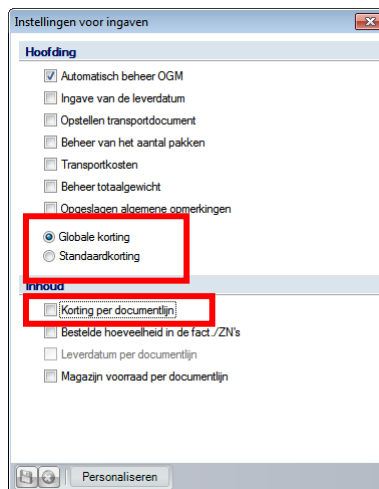 Instellingen voor ingaven
Hoofding
Automatisch beheer OGM
Ingave van de leverdatum
Opstellen transportdocument
Beheer van het aantal pakken
Transportkosten
Beheer totaalgewicht
Opgeslagen algemene opmerkingen
Globale korting
Standaardkorting
Inhoud
Korting per documentlijn
Bestelde hoeveelheid in de fact./ZN's
Leverdatum per documentlijn
Magazijn voorraad per documentlijn
Personaliseren